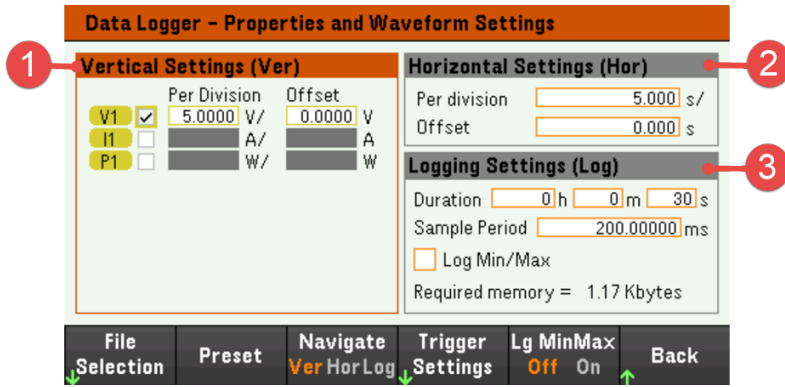 Data Logger – Properties and Waveform Settings
1
Vertical Settings (Ver)
Per Division Offset
V1 5.0000 V/ 0.0000 V
I1 A/ A
P1 W/ W
2
Horizontal Settings (Hor)
Per division 5.000 s/
Offset 0.000 s
3
Logging Settings (Log)
Duration 0 h 0 m 30 s
Sample Period 200.00000 ms
Log Min/Max
Required memory = 1.17 Kbytes
File
Selection
Preset
Navigate
Ver Hor Log
Trigger
Settings
Lg MinMax
Off On
Back